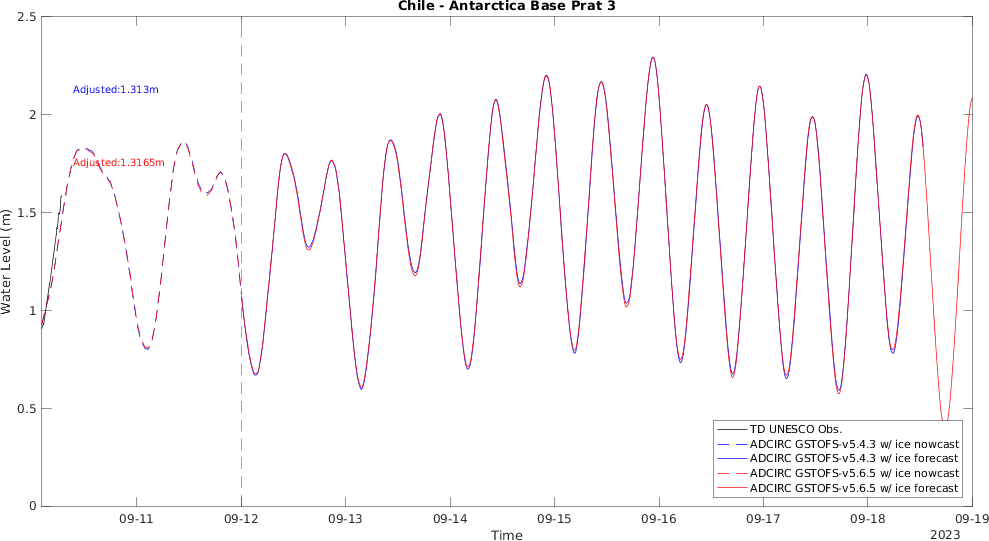 Chile - Antarctica Base Prat 3
2.5
2
1.5
1
0.5
0
Water Level (m)
Adjusted:1.313m
Adjusted:1.3165m
TD UNESCO Obs.
ADCIRC GSTOFS-v5.4.3 w/ ice nowcast
ADCIRC GSTOFS-v5.4.3 w/ ice forecast
ADCIRC GSTOFS-v5.6.5 w/ ice nowcast
ADCIRC GSTOFS-v5.6.5 w/ ice forecast
09-11 09-12 09-13 09-14 09-15 09-16 09-17 09-18 09-19
Time
2023